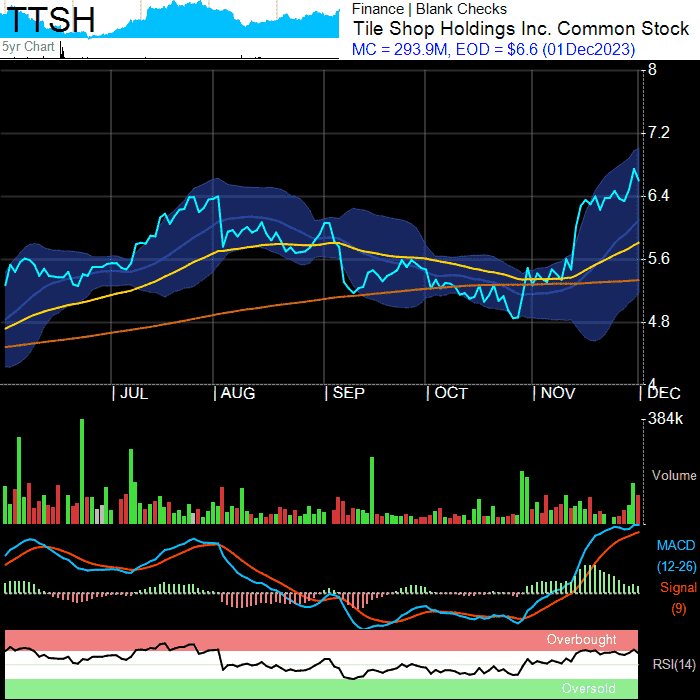 TTSH
5yr Chart
Finance | Blank Checks
Tile Shop Holdings Inc. Common Stock
MC = 293.9M, EOD = $6.6 (01Dec2023)
8
7.2
6.4
5.6
4.8
4
| JUL | AUG | SEP | OCT | NOV | DEC
384k
Volume
MACD
(12-26)
Signal
(9)
Overbought
RSI(14)
Oversold